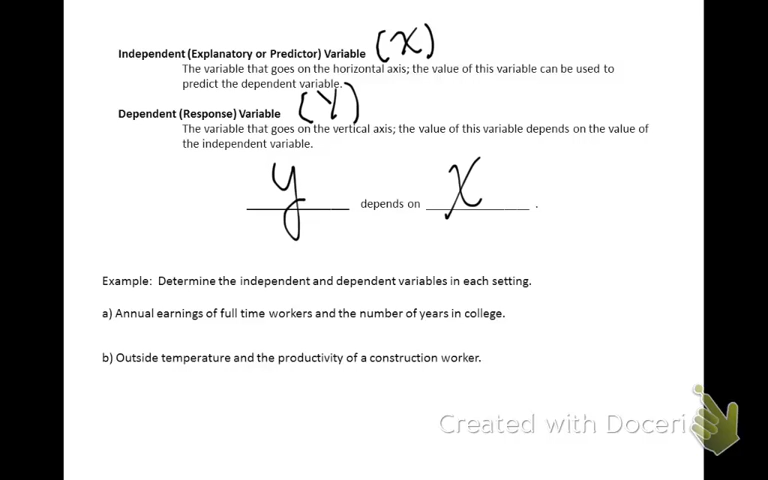 Independent (Explanatory or Predictor) Variable (X)
The variable that goes on the horizontal axis; the value of this variable can be used to
predict the dependent variable.
Dependent (Response) Variable (Y)
The variable that goes on the vertical axis; the value of this variable depends on the value of
the independent variable.
y depends on X.
Example: Determine the independent and dependent variables in each setting.
a) Annual earnings of full time workers and the number of years in college.
b) Outside temperature and the productivity of a construction worker.
Created with Doceri